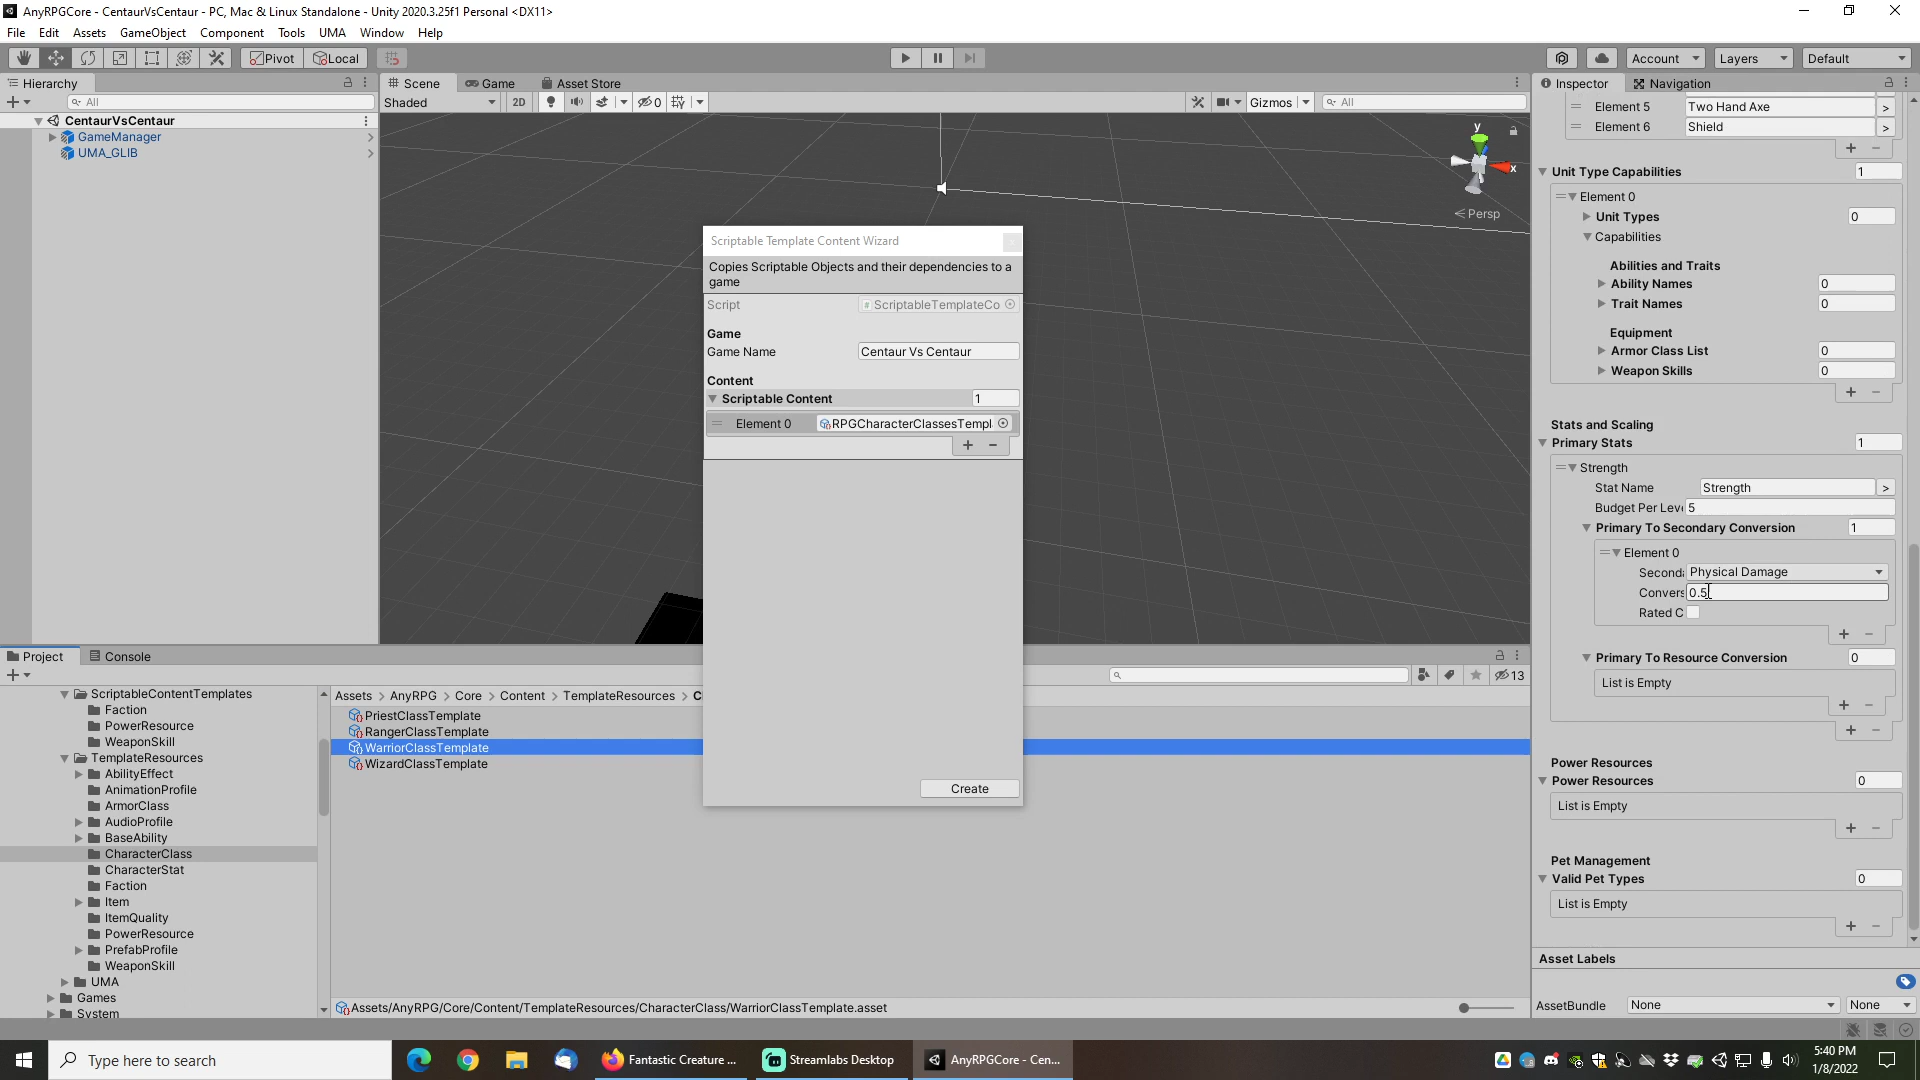 AnyRPGCore - CentaurVsCentaur - PC, Mac & Linux Standalone - Unity 2020.3.25f1 Personal <DX11>
File Edit Assets GameObject Component Tools UMA Window Help
Pivot Local Account Layers Default
Hierarchy
All
CentaurVsCentaur
GameManager
UMA_GLIB
Scene Game Asset Store
Shaded 2D 0 Gizmos All
y
x
< Persp
Scriptable Template Content Wizard
Copies Scriptable Objects and their dependencies to a
game
Script ScriptableTemplateCo
Game
Game Name Centaur Vs Centaur
Content
Scriptable Content 1
Element 0 RPGCharacterClassesTempl
Create
Inspector Navigation
Element 5 Two Hand Axe >
Element 6 Shield >
Unit Type Capabilities 1
Element 0
Unit Types 0
Capabilities
Abilities and Traits
Ability Names 0
Trait Names 0
Equipment
Armor Class List 0
Weapon Skills 0
Stats and Scaling
Primary Stats 1
Strength
Stat Name Strength >
Budget Per Lev 5
Primary To Secondary Conversion 1
Element 0
Second Physical Damage
Convers 0.5
Rated C
Primary To Resource Conversion 0
List is Empty
Power Resources
Power Resources 0
List is Empty
Pet Management
Valid Pet Types 0
List is Empty
Asset Labels
AssetBundle None None
Project Console
13
ScriptableContentTemplates
Faction
PowerResource
WeaponSkill
TemplateResources
AbilityEffect
AnimationProfile
ArmorClass
AudioProfile
BaseAbility
CharacterClass
CharacterStat
Faction
Item
ItemQuality
PowerResource
PrefabProfile
WeaponSkill
UMA
Games
System
Assets > AnyRPG > Core > Content > TemplateResources > C
PriestClassTemplate
RangerClassTemplate
WarriorClassTemplate
WizardClassTemplate
Assets/AnyRPG/Core/Content/TemplateResources/CharacterClass/WarriorClassTemplate.asset
Type here to search
Fantastic Creature ...
Streamlabs Desktop
AnyRPGCore - Cen...
5:40 PM
1/8/2022